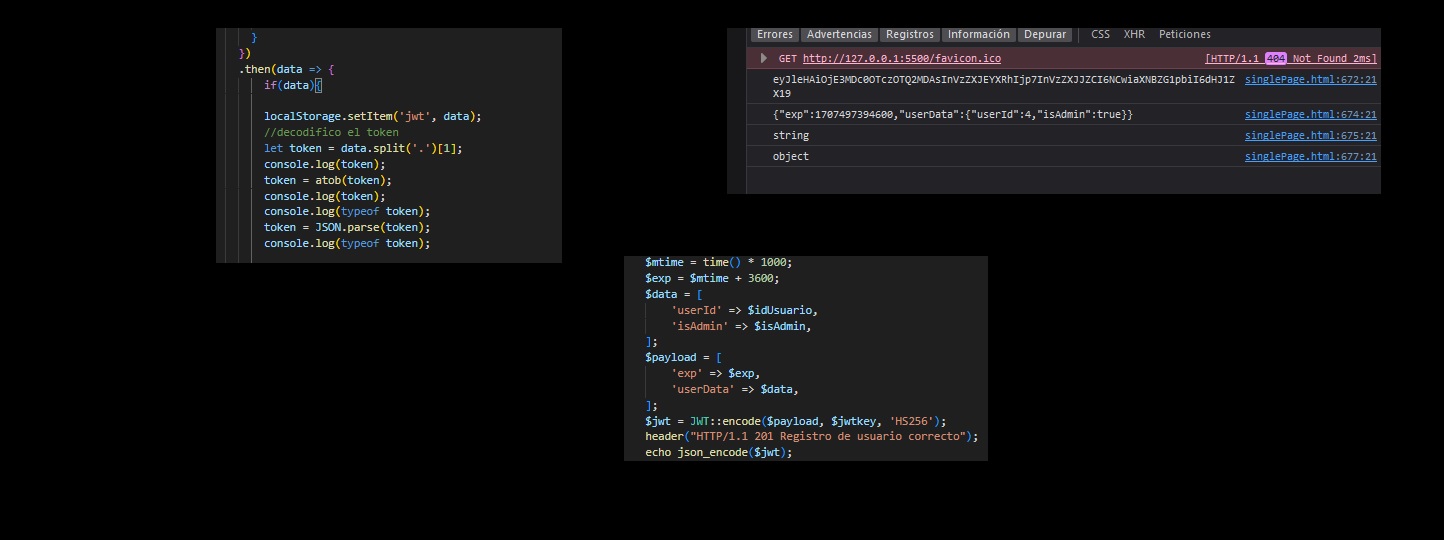 }
})
.then(data => {
if(data){
localStorage.setItem('jwt', data);
//decodifico el token
let token = data.split('.')[1];
console.log(token);
token = atob(token);
console.log(token);
console.log(typeof token);
token = JSON.parse(token);
console.log(typeof token);
Errores Advertencias Registros Información Depurar CSS XHR Peticiones
GET http://127.0.0.1:5500/favicon.ico [HTTP/1.1 404 Not Found 2ms]
eyJleHAiOjE3MDc0OTczOTQ2MDAsInVzZXJEYXRhIjp7InVzZXJJZCI6NCwiaXNBZG1pbiI6dHJ1Z singlePage.html:672:21
X19
{"exp":1707497394600,"userData":{"userId":4,"isAdmin":true}} singlePage.html:674:21
string singlePage.html:675:21
object singlePage.html:677:21
$mtime = time() * 1000;
$exp = $mtime + 3600;
$data = [
'userId' => $idUsuario,
'isAdmin' => $isAdmin,
];
$payload = [
'exp' => $exp,
'userData' => $data,
];
$jwt = JWT::encode($payload, $jwtkey, 'HS256');
header("HTTP/1.1 201 Registro de usuario correcto");
echo json_encode($jwt);